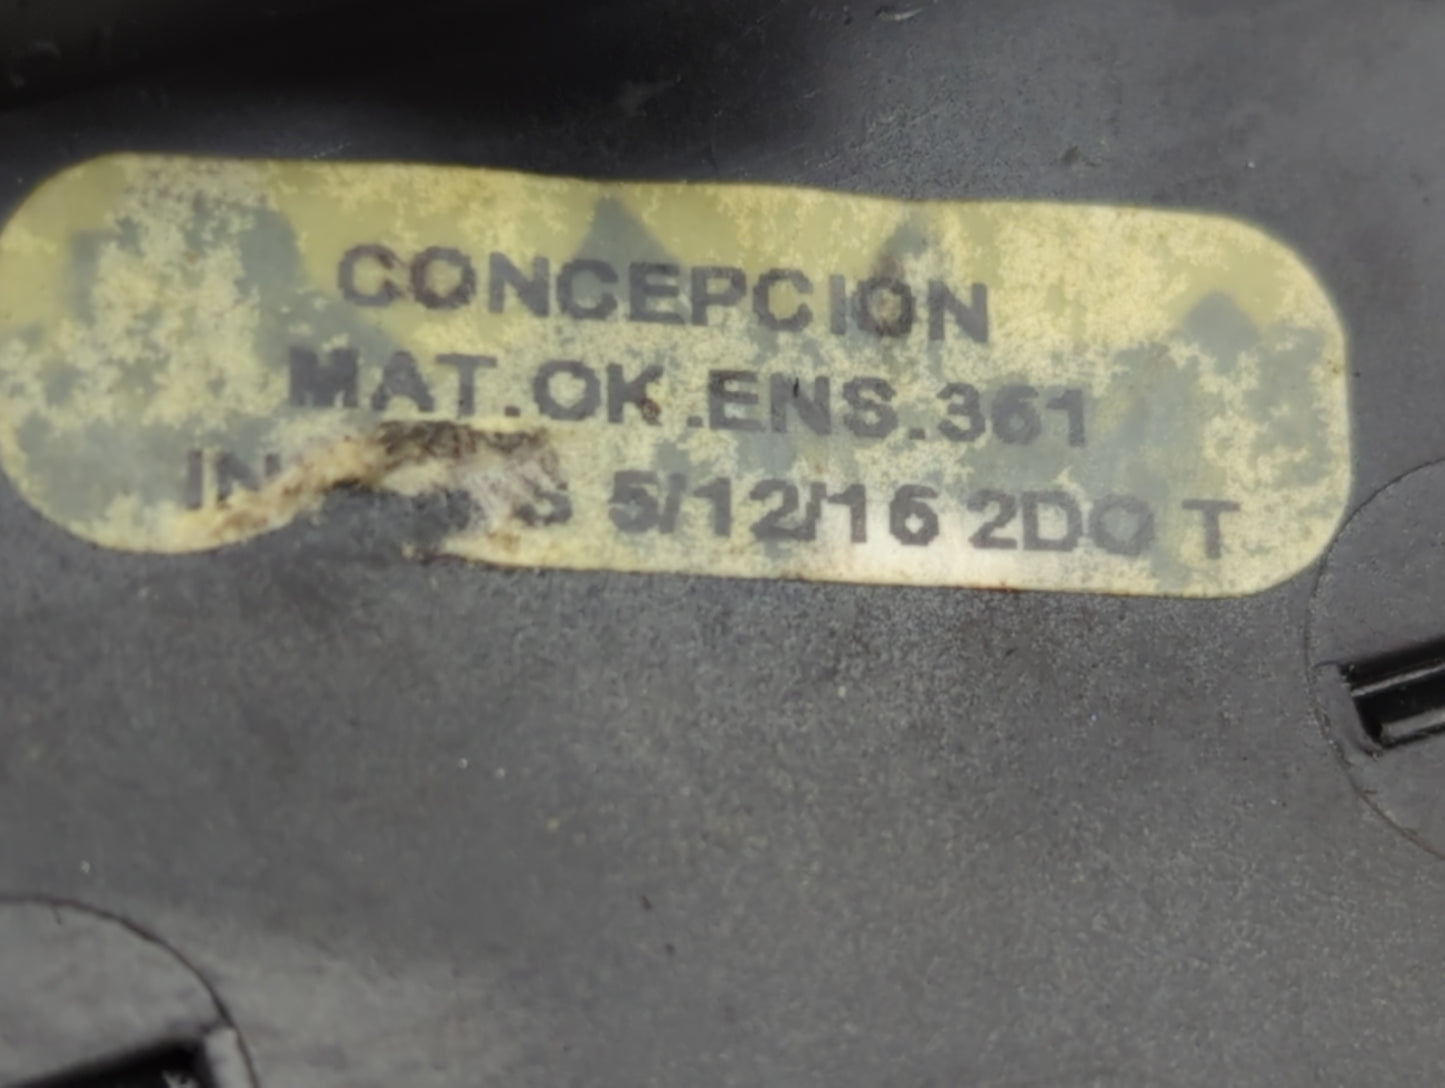 CONCEPCION
MAT.OK.ENS.361
5/12/16 2DO T